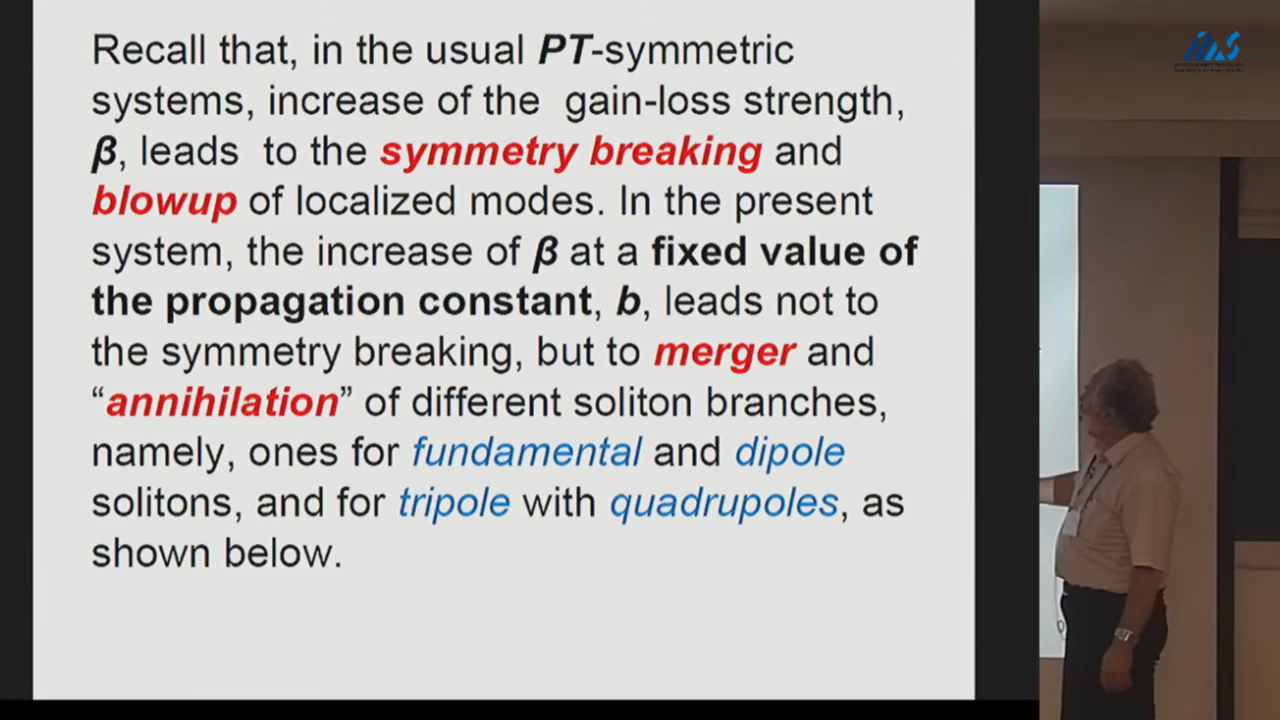 Recall that, in the usual PT-symmetric
systems, increase of the gain-loss strength,
β, leads to the symmetry breaking and
blowup of localized modes. In the present
system, the increase of β at a fixed value of
the propagation constant, b, leads not to
the symmetry breaking, but to merger and
“annihilation” of different soliton branches,
namely, ones for fundamental and dipole
solitons, and for tripole with quadrupoles, as
shown below.